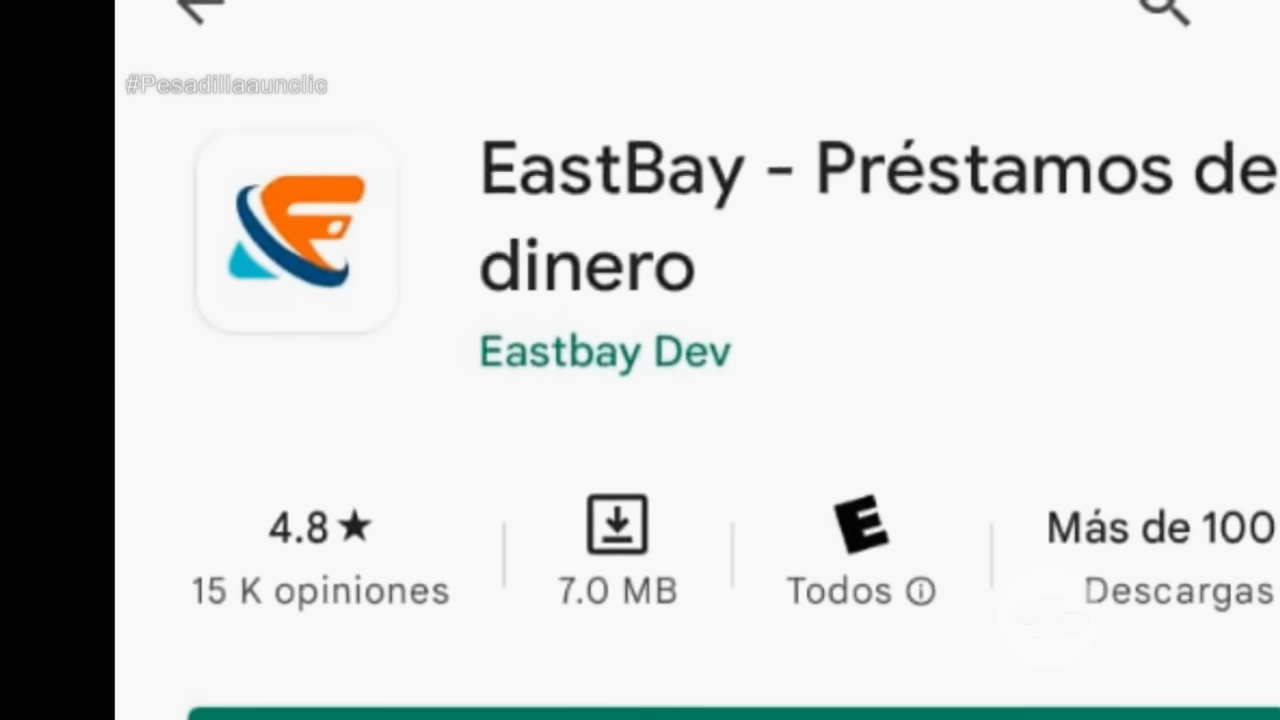 #Pesadillaaunclic
EastBay - Préstamos de
dinero
Eastbay Dev
4.8★
15 K opiniones
7.0 MB
E
Todos
Más de 100
Descargas